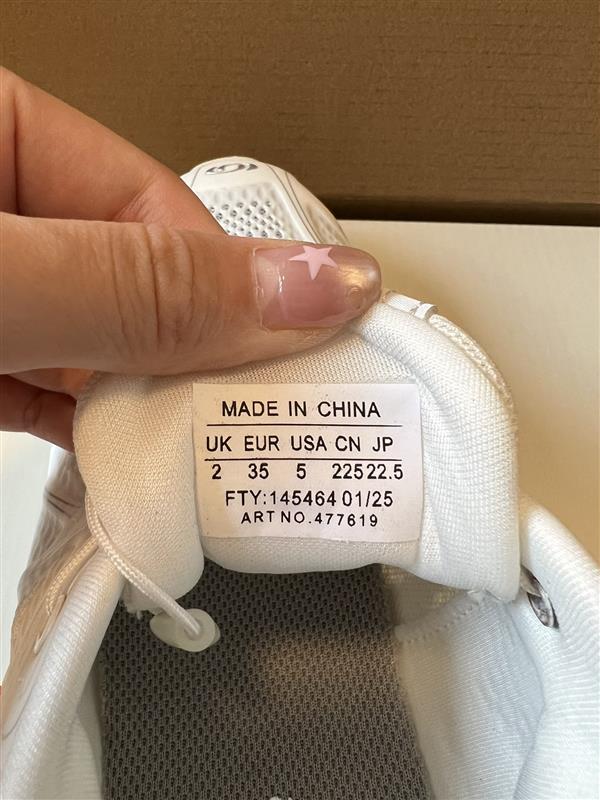 MADE IN CHINA
UK EUR USA CN JP
2 35 5 225 22.5
FTY:145464 01/25
ART NO.477619